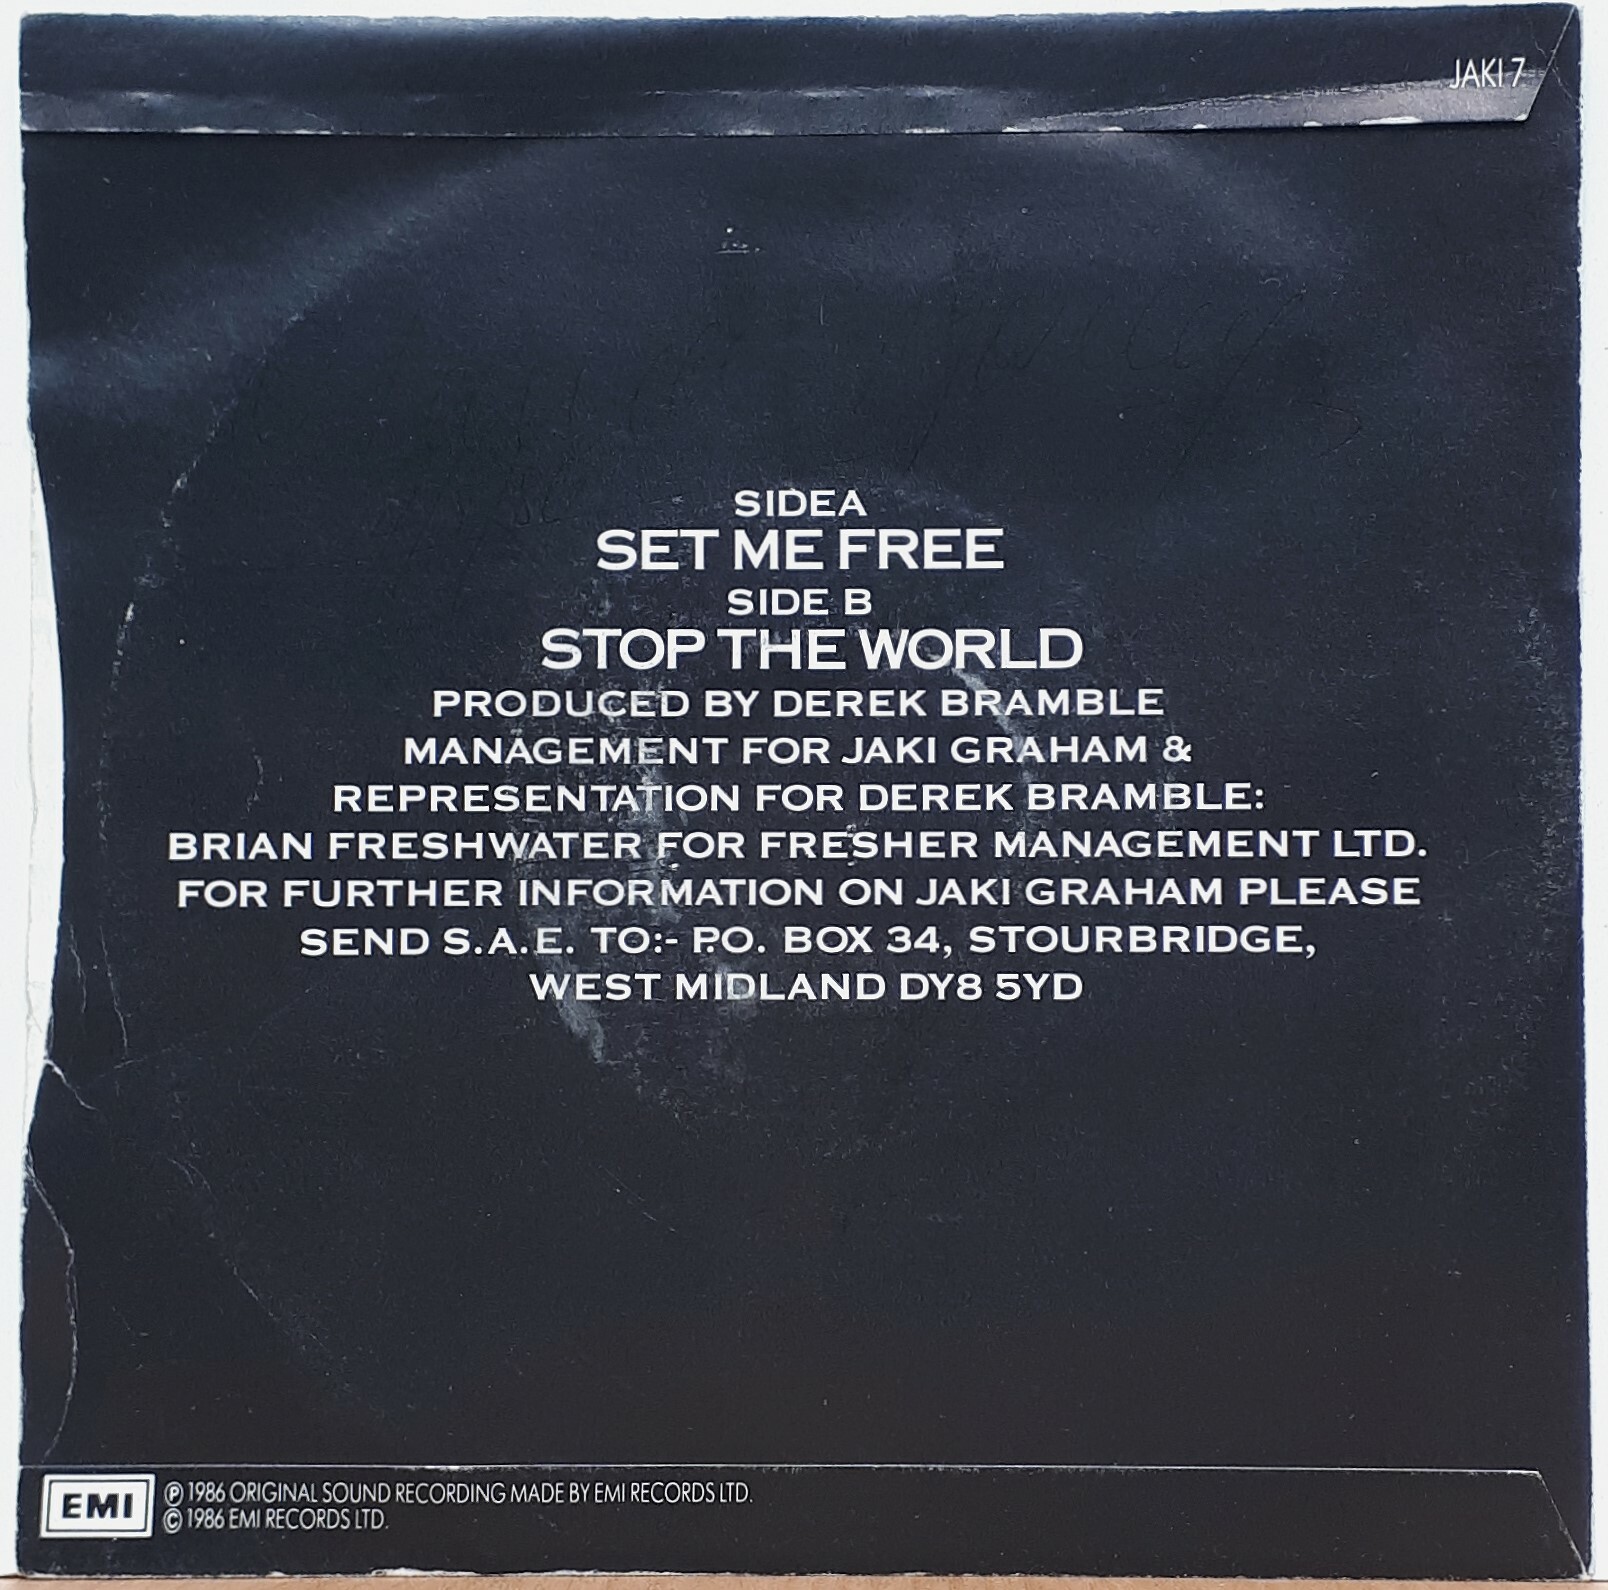 JAKI 7
SIDE A
SET ME FREE
SIDE B
STOP THE WORLD
PRODUCED BY DEREK BRAMBLE
MANAGEMENT FOR JAKI GRAHAM &
REPRESENTATION FOR DEREK BRAMBLE:
BRIAN FRESHWATER FOR FRESHER MANAGEMENT LTD.
FOR FURTHER INFORMATION ON JAKI GRAHAM PLEASE
SEND S.A.E. TO:- P.O. BOX 34, STOURBRIDGE,
WEST MIDLAND DY8 5YD
EMI
℗ 1986 ORIGINAL SOUND RECORDING MADE BY EMI RECORDS LTD.
© 1986 EMI RECORDS LTD.